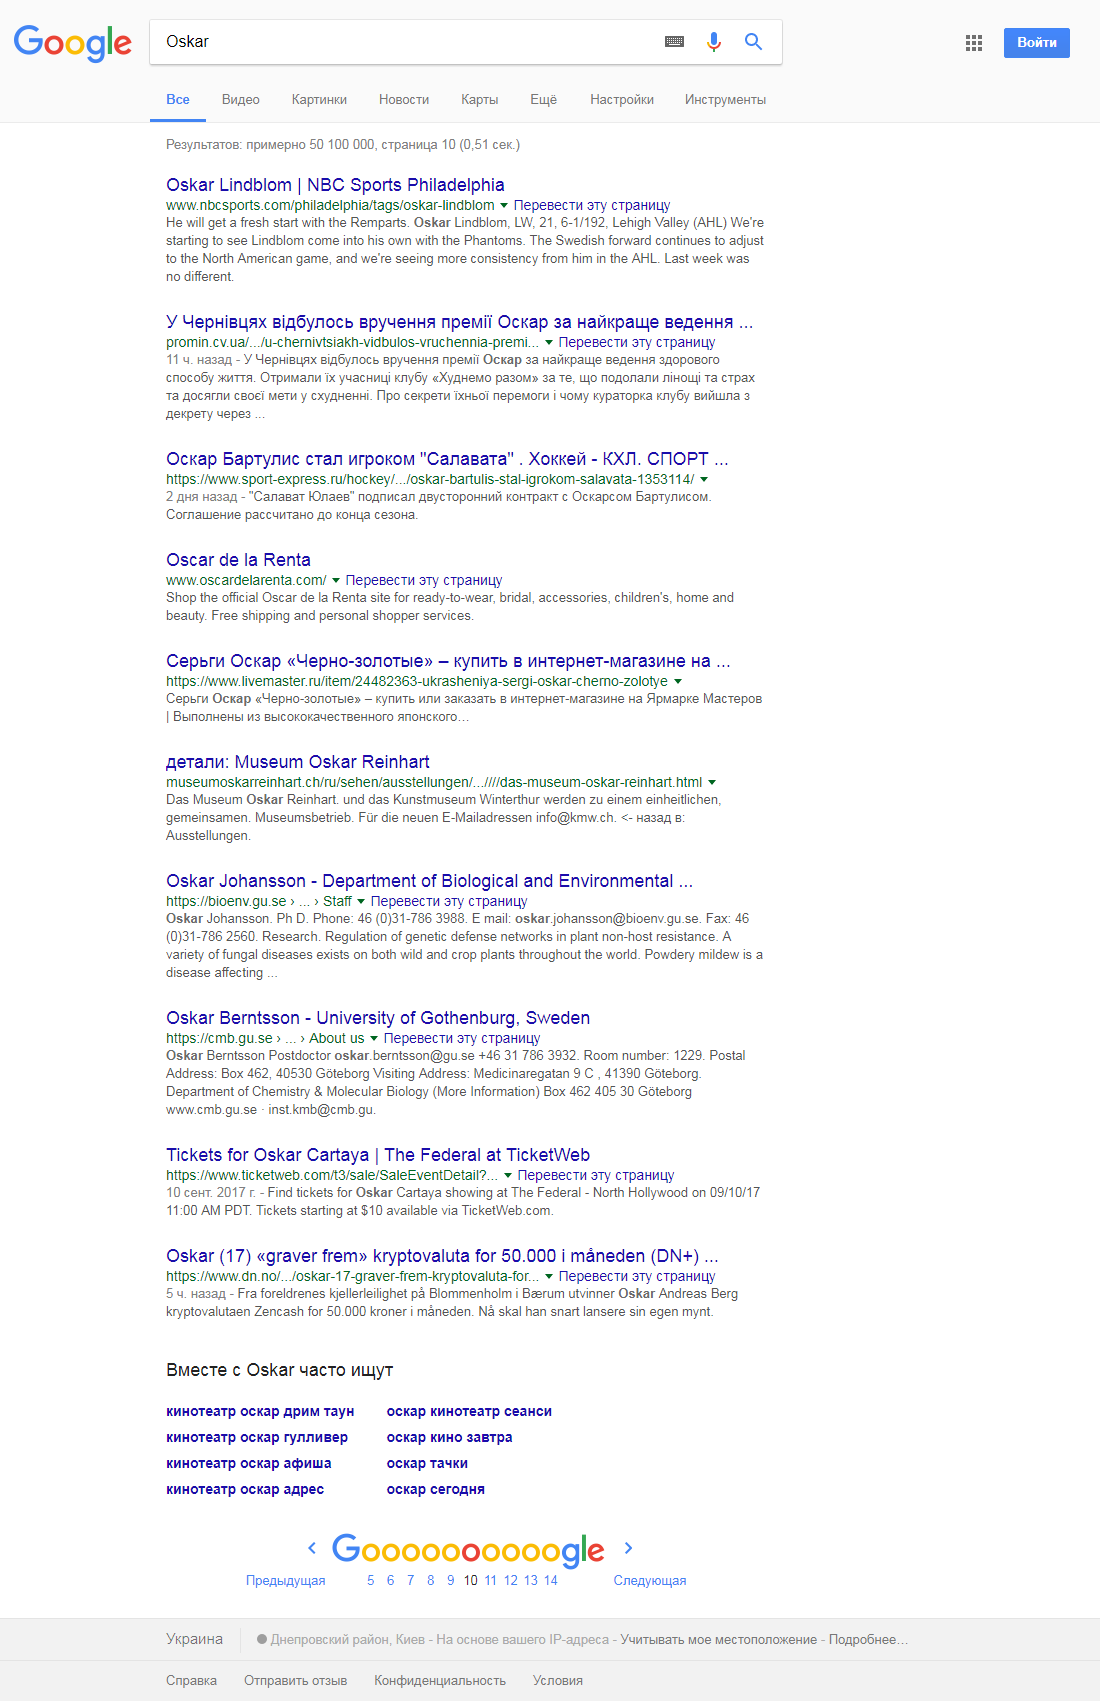 Google
Oskar
Войти
Все Видео Картинки Новости Карты Ещё Настройки Инструменты
Результатов: примерно 50 100 000, страница 10 (0,51 сек.)
Oskar Lindblom | NBC Sports Philadelphia
www.nbcsports.com/philadelphia/tags/oskar-lindblom Перевести эту страницу
He will get a fresh start with the Remparts. Oskar Lindblom, LW, 21, 6-1/192, Lehigh Valley (AHL) We're
starting to see Lindblom come into his own with the Phantoms. The Swedish forward continues to adjust
to the North American game, and we're seeing more consistency from him in the AHL. Last week was
no different.
У Чернівцях відбулось вручення премії Оскар за найкраще ведення ...
promin.cv.ua/.../u-chernivtsiakh-vidbulos-vruchennia-premi... Перевести эту страницу
11 ч. назад - У Чернівцях відбулось вручення премії Оскар за найкраще ведення здорового
способу життя. Отримали їх учасниці клубу «Худнемо разом» за те, що подолали лінощі та страх
та досягли своєї мети у схудненні. Про секрети їхньої перемоги і чому кураторка клубу вийшла з
декрету через ...
Оскар Бартулис стал игроком "Салавата" . Хоккей - КХЛ. СПОРТ ...
https://www.sport-express.ru/hockey/.../oskar-bartulis-stal-igrokom-salavata-1353114/
2 дня назад - "Салават Юлаев" подписал двусторонний контракт с Оскарсом Бартулисом.
Соглашение рассчитано до конца сезона.
Oscar de la Renta
www.oscardelarenta.com/ Перевести эту страницу
Shop the official Oscar de la Renta site for ready-to-wear, bridal, accessories, children's, home and
beauty. Free shipping and personal shopper services.
Серьги Оскар «Черно-золотые» – купить в интернет-магазине на ...
https://www.livemaster.ru/item/24482363-ukrasheniya-sergi-oskar-cherno-zolotye
Серьги Оскар «Черно-золотые» – купить или заказать в интернет-магазине на Ярмарке Мастеров
| Выполнены из высококачественного японского…
детали: Museum Oskar Reinhart
museumoskarreinhart.ch/ru/sehen/ausstellungen/...////das-museum-oskar-reinhart.html
Das Museum Oskar Reinhart. und das Kunstmuseum Winterthur werden zu einem einheitlichen,
gemeinsamen. Museumsbetrieb. Für die neuen E-Mailadressen info@kmw.ch. <- назад в:
Ausstellungen.
Oskar Johansson - Department of Biological and Environmental ...
https://bioenv.gu.se › ... › Staff Перевести эту страницу
Oskar Johansson. Ph D. Phone: 46 (0)31-786 3988. E mail: oskar.johansson@bioenv.gu.se. Fax: 46
(0)31-786 2560. Research. Regulation of genetic defense networks in plant non-host resistance. A
variety of fungal diseases exists on both wild and crop plants throughout the world. Powdery mildew is a
disease affecting ...
Oskar Berntsson - University of Gothenburg, Sweden
https://cmb.gu.se › ... › About us Перевести эту страницу
Oskar Berntsson Postdoctor oskar.berntsson@gu.se +46 31 786 3932. Room number: 1229. Postal
Address: Box 462, 40530 Göteborg Visiting Address: Medicinaregatan 9 C , 41390 Göteborg.
Department of Chemistry & Molecular Biology (More Information) Box 462 405 30 Göteborg
www.cmb.gu.se · inst.kmb@cmb.gu.
Tickets for Oskar Cartaya | The Federal at TicketWeb
https://www.ticketweb.com/t3/sale/SaleEventDetail?... Перевести эту страницу
10 сент. 2017 г. - Find tickets for Oskar Cartaya showing at The Federal - North Hollywood on 09/10/17
11:00 AM PDT. Tickets starting at $10 available via TicketWeb.com.
Oskar (17) «graver frem» kryptovaluta for 50.000 i måneden (DN+) ...
https://www.dn.no/.../oskar-17-graver-frem-kryptovaluta-for... Перевести эту страницу
5 ч. назад - Fra foreldrenes kjellerleilighet på Blommenholm i Bærum utvinner Oskar Andreas Berg
kryptovalutaen Zencash for 50.000 kroner i måneden. Nå skal han snart lansere sin egen mynt.
Вместе с Oskar часто ищут
кинотеатр оскар дрим таун оскар кинотеатр сеанси
кинотеатр оскар гулливер оскар кино завтра
кинотеатр оскар афиша оскар тачки
кинотеатр оскар адрес оскар сегодня
Goooooooooogle
Предыдущая 5 6 7 8 9 10 11 12 13 14 Следующая
Украина Днепровский район, Киев - На основе вашего IP-адреса - Учитывать мое местоположение - Подробнее…
Справка Отправить отзыв Конфиденциальность Условия